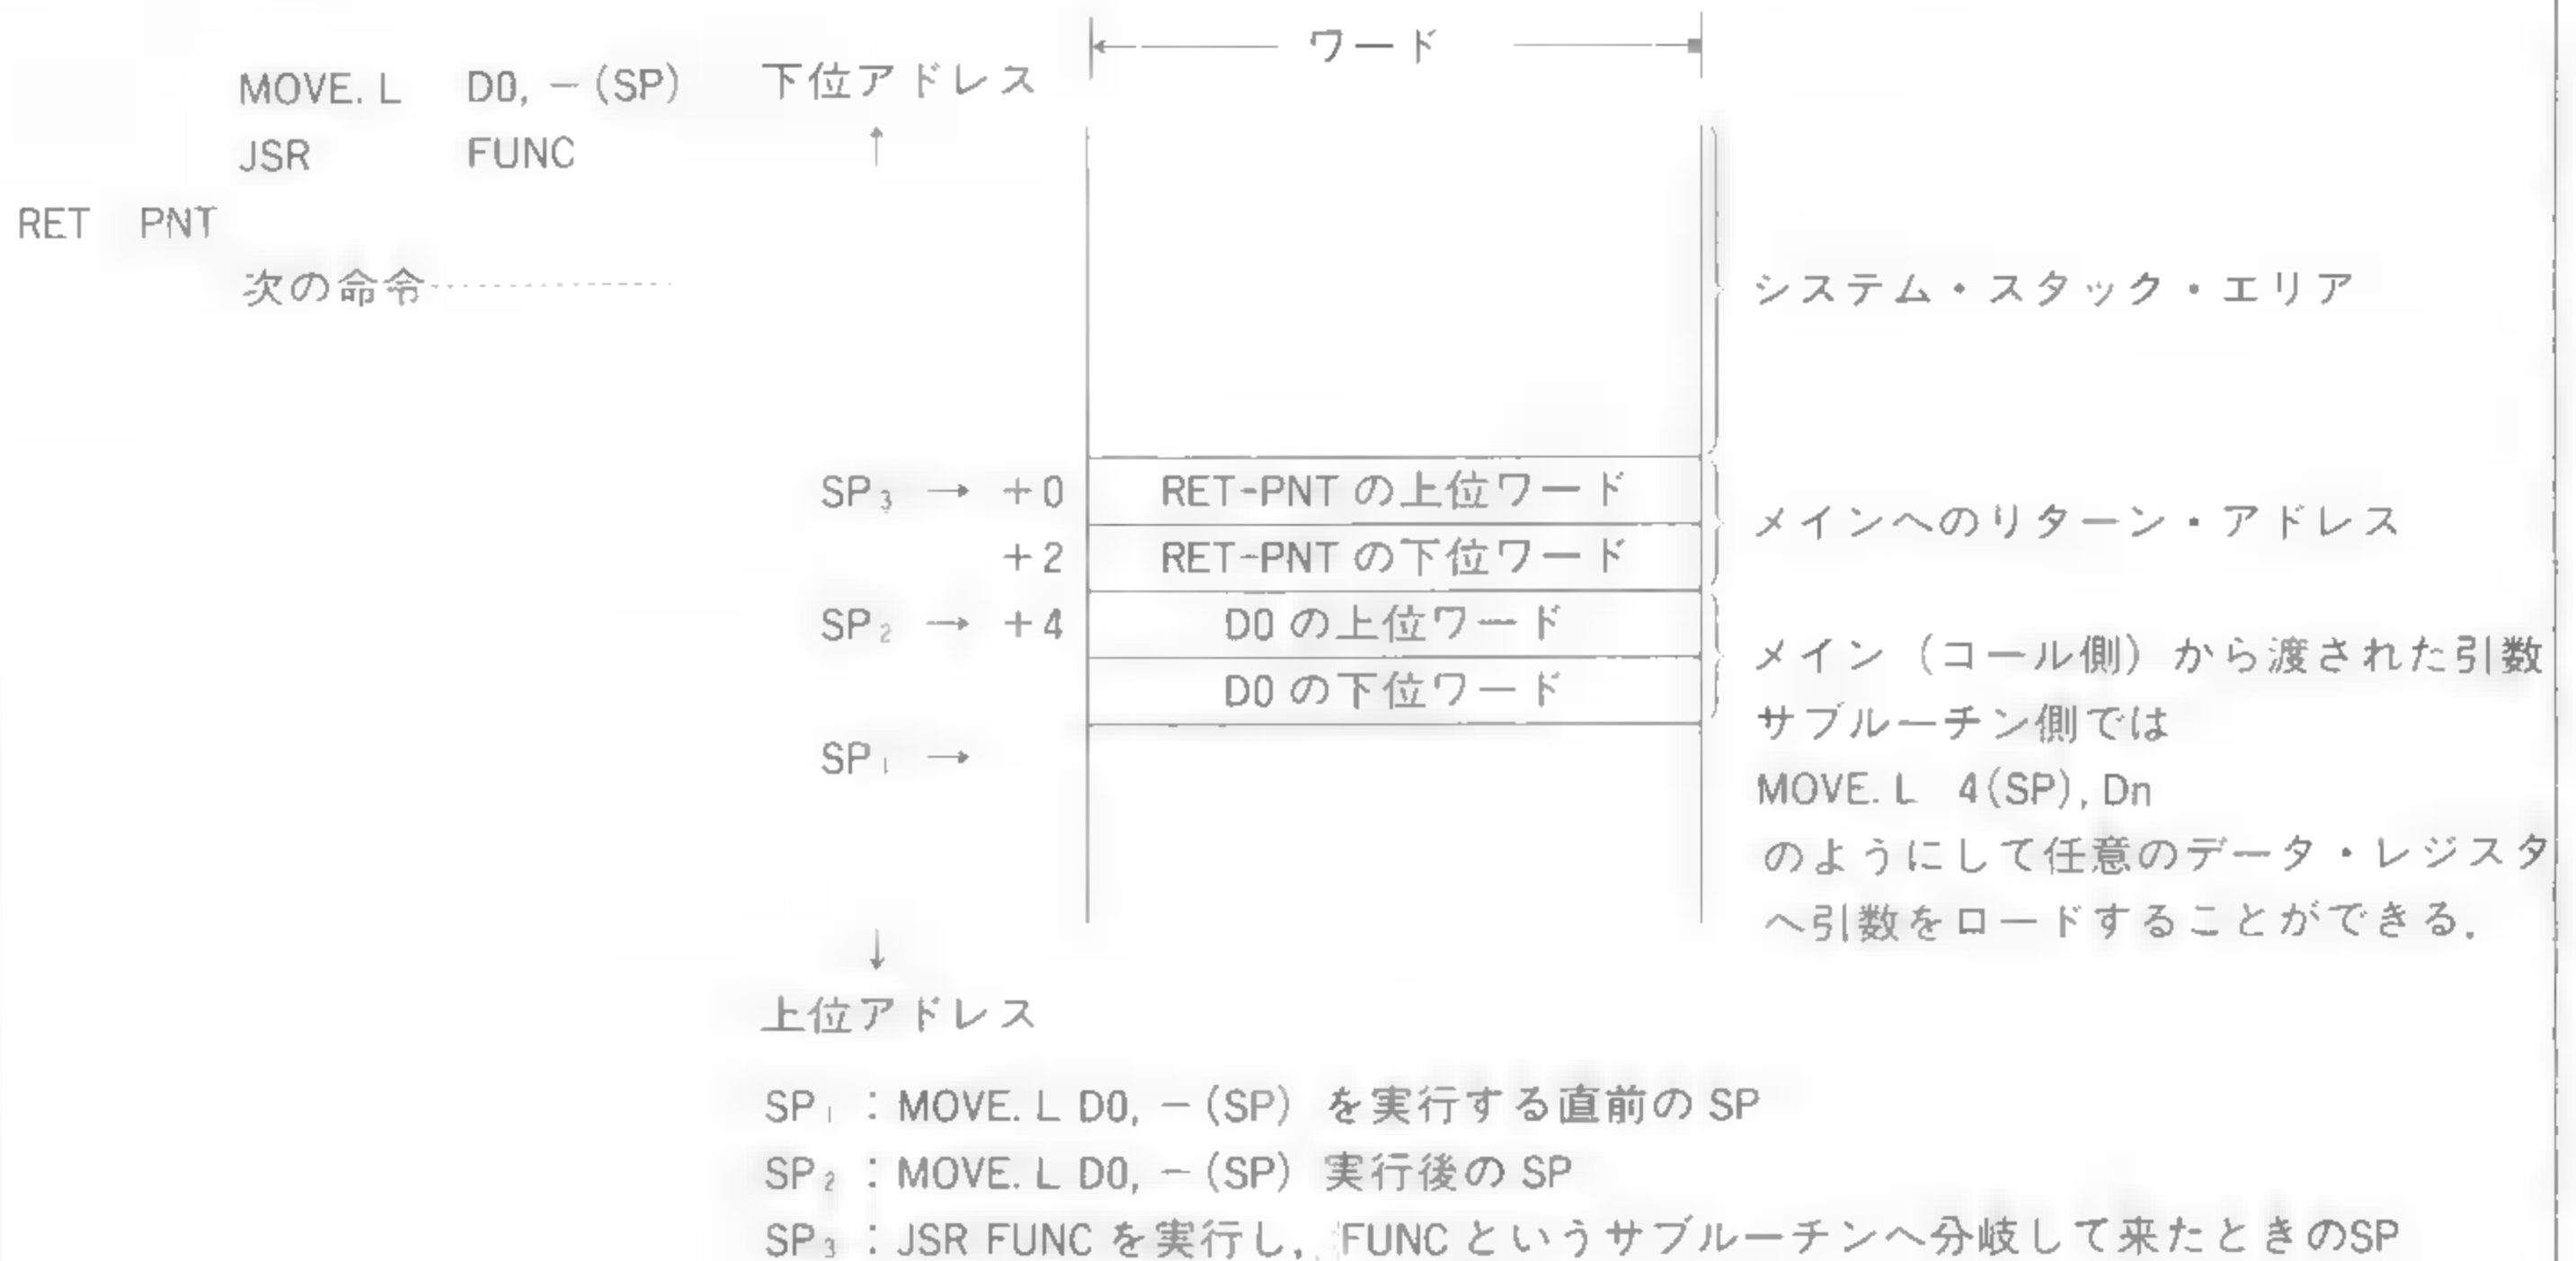 ワード
MOVE. L D0, −(SP) 下位アドレス
JSR FUNC ↑
RET PNT
次の命令············ システム・スタック・エリア
SP₃ → +0 RET-PNT の上位ワード
メインへのリターン・アドレス
+2 RET-PNT の下位ワード
SP₂ → +4 D0 の上位ワード
メイン (コール側) から渡された引数
D0 の下位ワード
サブルーチン側では
SP₁ →
MOVE. L 4(SP), Dn
のようにして任意のデータ・レジスタ
へ引数をロードすることができる.
↓
上位アドレス
SP₁ : MOVE. L D0, −(SP) を実行する直前の SP
SP₂ : MOVE. L D0, −(SP) 実行後の SP
SP₃ : JSR FUNC を実行し, FUNC というサブルーチンへ分岐して来たときのSP